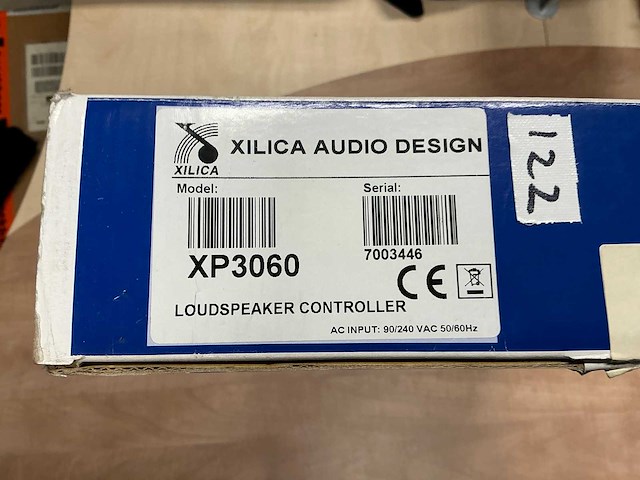 XILICA
XILICA AUDIO DESIGN
Model:
XP3060
Serial:
7003446
CE
LOUDSPEAKER CONTROLLER
AC INPUT: 90/240 VAC 50/60Hz
122